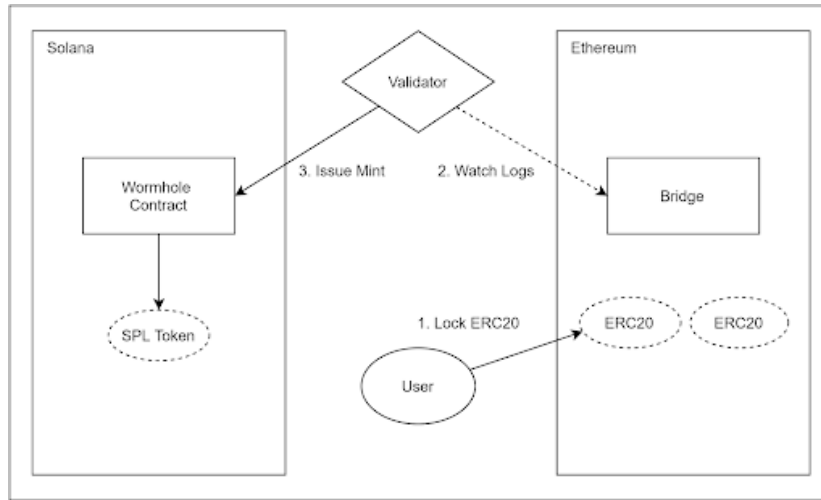 Solana
Ethereum
Validator
3. Issue Mint
2. Watch Logs
Wormhole
Contract
Bridge
SPL Token
1. Lock ERC20
ERC20
ERC20
User